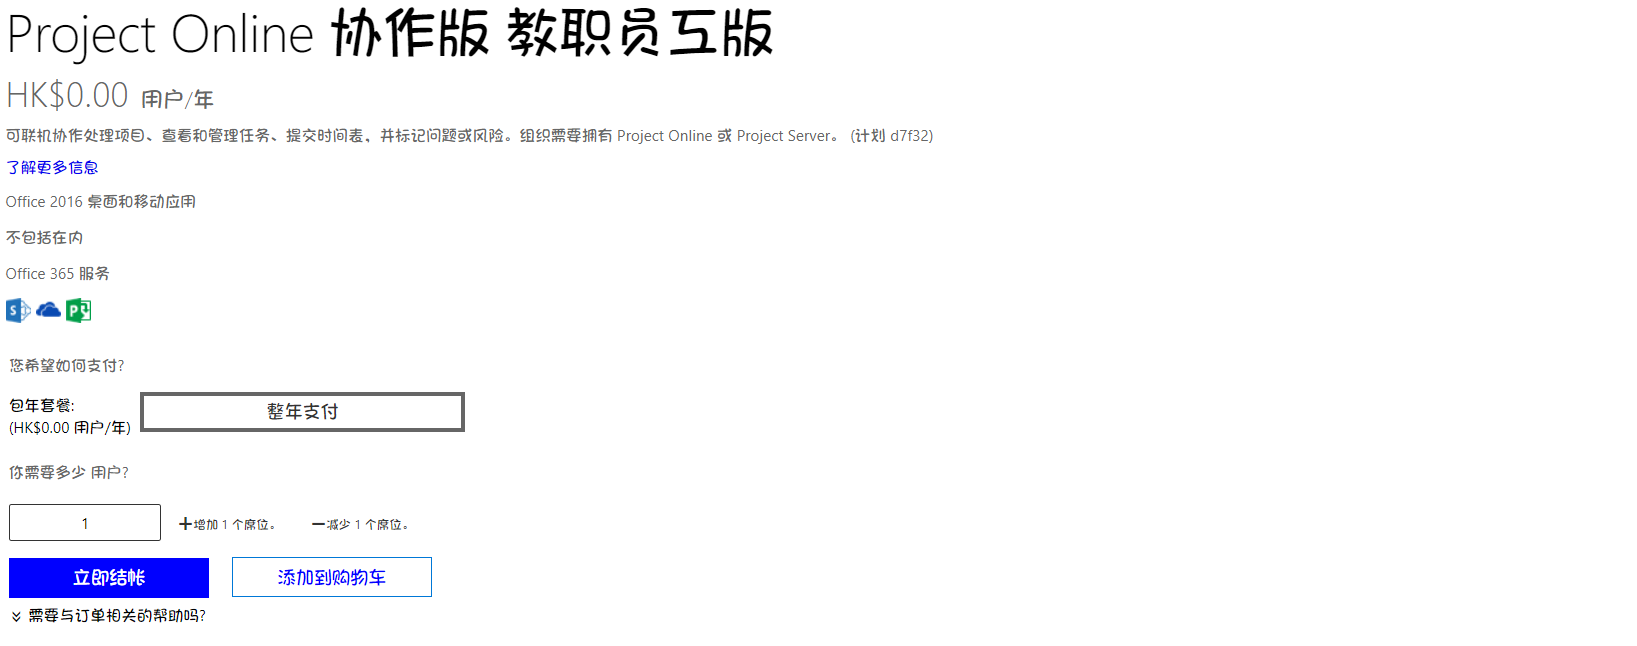 Project Online 协作版 教职员工版
HK$0.00 用户/年
可联机协作处理项目、查看和管理任务、提交时间表，并标记问题或风险。组织需要拥有 Project Online 或 Project Server。 (计划 d7f32)
了解更多信息
Office 2016 桌面和移动应用
不包括在内
Office 365 服务
您希望如何支付?
包年套餐:
(HK$0.00 用户/年)
整年支付
你需要多少 用户?
1
增加 1 个席位。
减少 1 个席位。
立即结帐
添加到购物车
需要与订单相关的帮助吗?